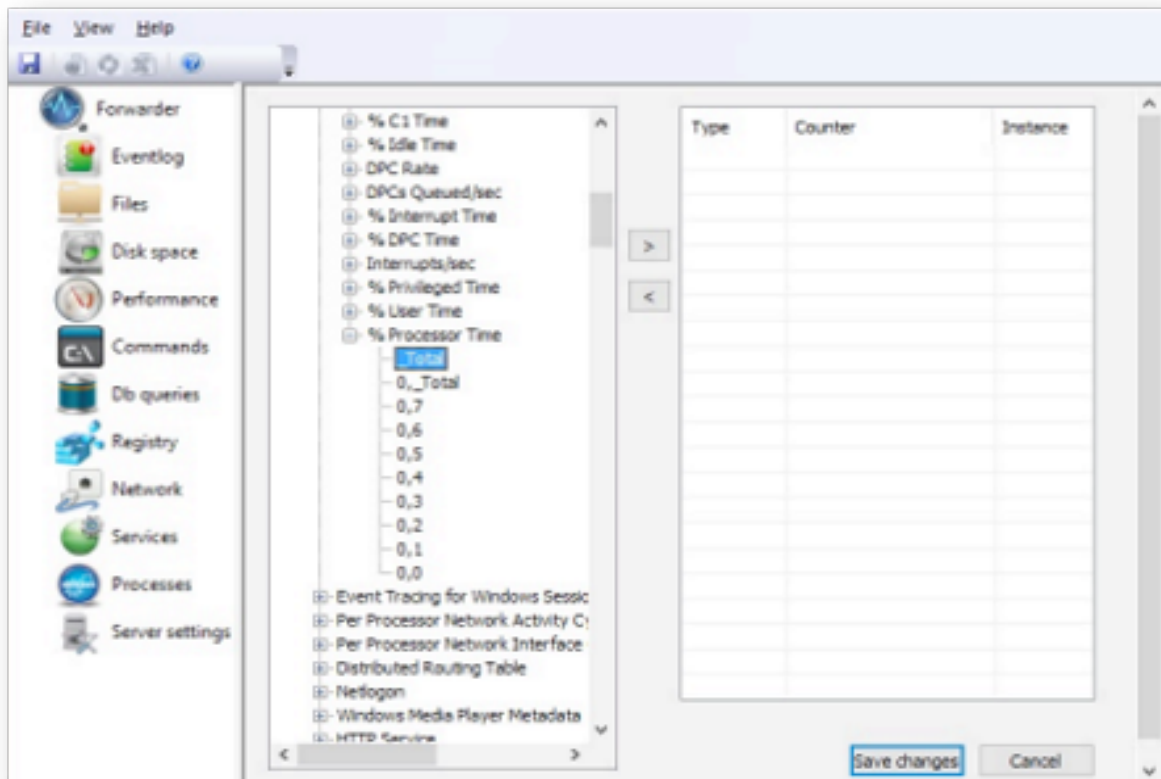 File View Help
Forwarder
Eventlog
Files
Disk space
Performance
Commands
C:\
Db queries
Registry
Network
Services
Processes
Server settings
% C1 Time
% Idle Time
DPC Rate
DPCs Queued/sec
% Interrupt Time
% DPC Time
Interrupts/sec
% Privileged Time
% User Time
% Processor Time
_Total
0,_Total
0,7
0,6
0,5
0,4
0,3
0,2
0,1
0,0
Event Tracing for Windows Sessic
Per Processor Network Activity Cy
Per Processor Network Interface
Distributed Routing Table
Netlogon
Windows Media Player Metadata
HTTP Service
>
<
Type Counter Instance
Save changes Cancel